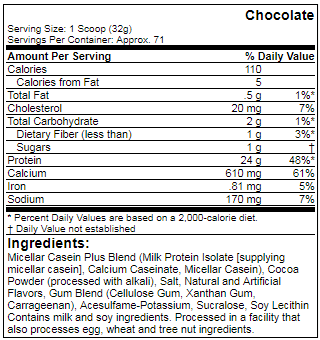 Chocolate
Serving Size: 1 Scoop (32g)
Servings Per Container: Approx. 71
Amount Per Serving % Daily Value
Calories 110
Calories from Fat 5
Total Fat .5 g 1%*
Cholesterol 20 mg 7%
Total Carbohydrate 2 g 1%*
Dietary Fiber (less than) 1 g 3%*
Sugars 1 g †
Protein 24 g 48%*
Calcium 610 mg 61%
Iron .81 mg 5%
Sodium 170 mg 7%
* Percent Daily Values are based on a 2,000-calorie diet.
† Daily Value not established
Ingredients:
Micellar Casein Plus Blend (Milk Protein Isolate [supplying
micellar casein], Calcium Caseinate, Micellar Casein), Cocoa
Powder (processed with alkali), Salt, Natural and Artificial
Flavors, Gum Blend (Cellulose Gum, Xanthan Gum,
Carrageenan), Acesulfame-Potassium, Sucralose, Soy Lecithin
Contains milk and soy ingredients. Processed in a facility that
also processes egg, wheat and tree nut ingredients.